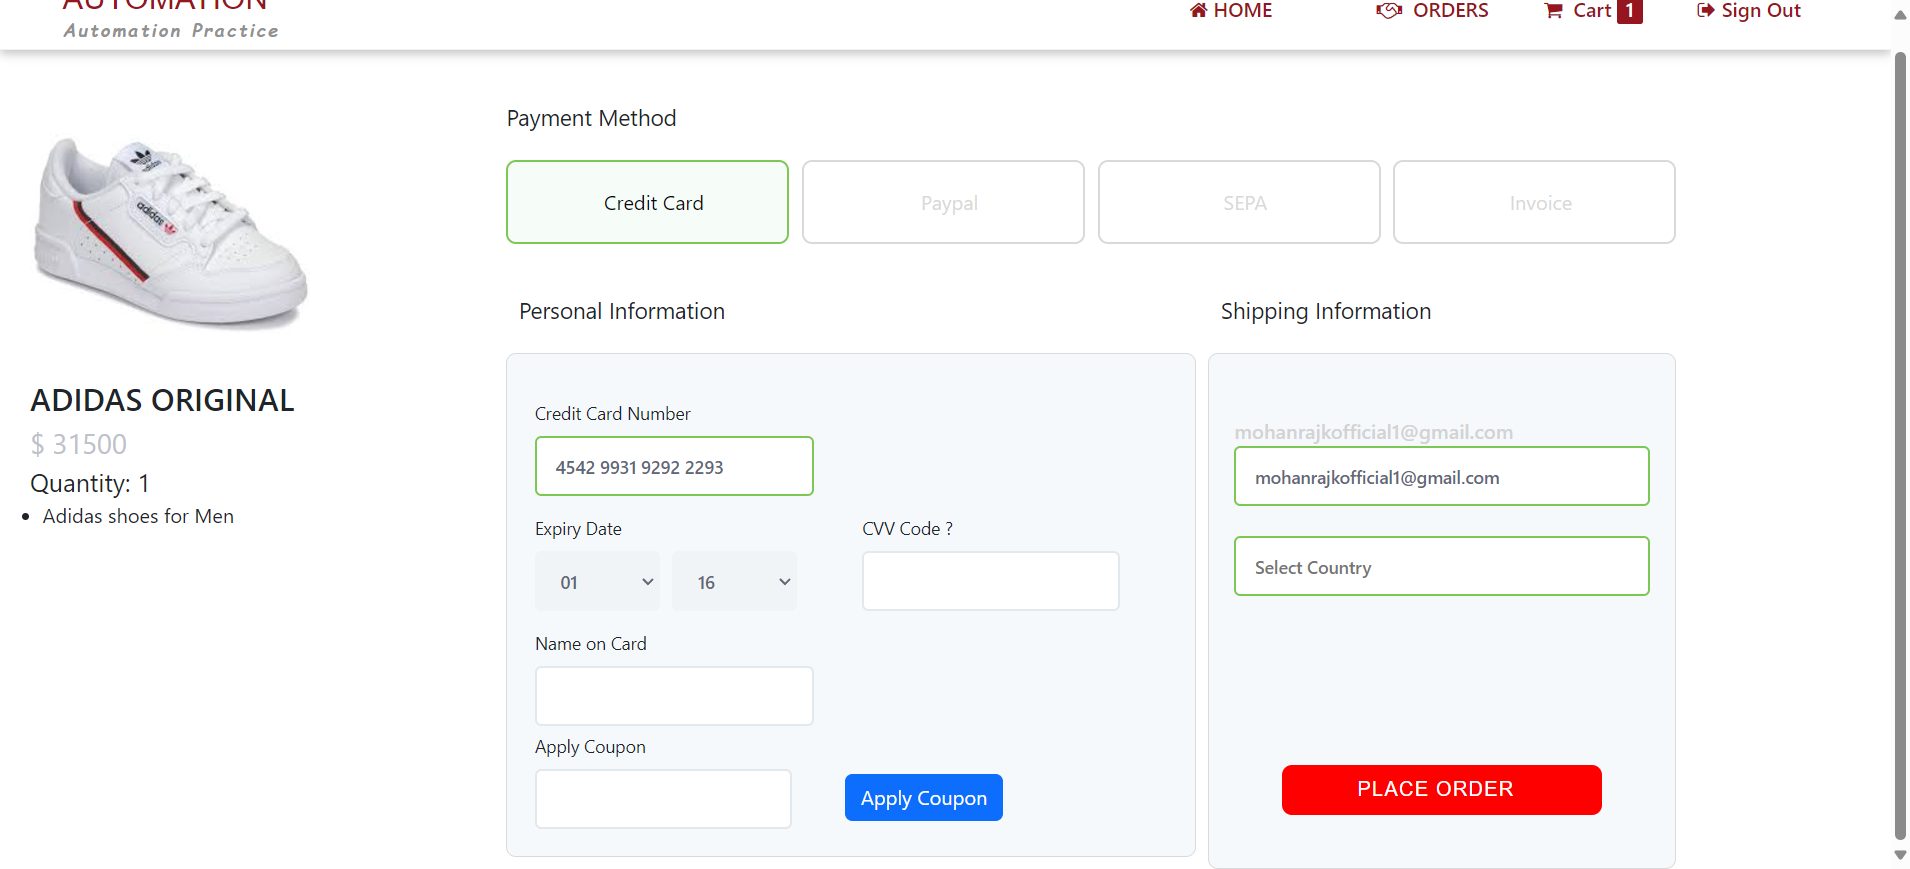 AUTOMATION
Automation Practice
HOME
ORDERS
Cart 1
Sign Out
adidas
adidas
ADIDAS ORIGINAL
$ 31500
Quantity: 1
Adidas shoes for Men
Payment Method
Credit Card
Paypal
SEPA
Invoice
Personal Information
Credit Card Number
4542 9931 9292 2293
Expiry Date
CVV Code ?
01
16
Name on Card
Apply Coupon
Apply Coupon
Shipping Information
mohanrajkofficial1@gmail.com
mohanrajkofficial1@gmail.com
Select Country
PLACE ORDER